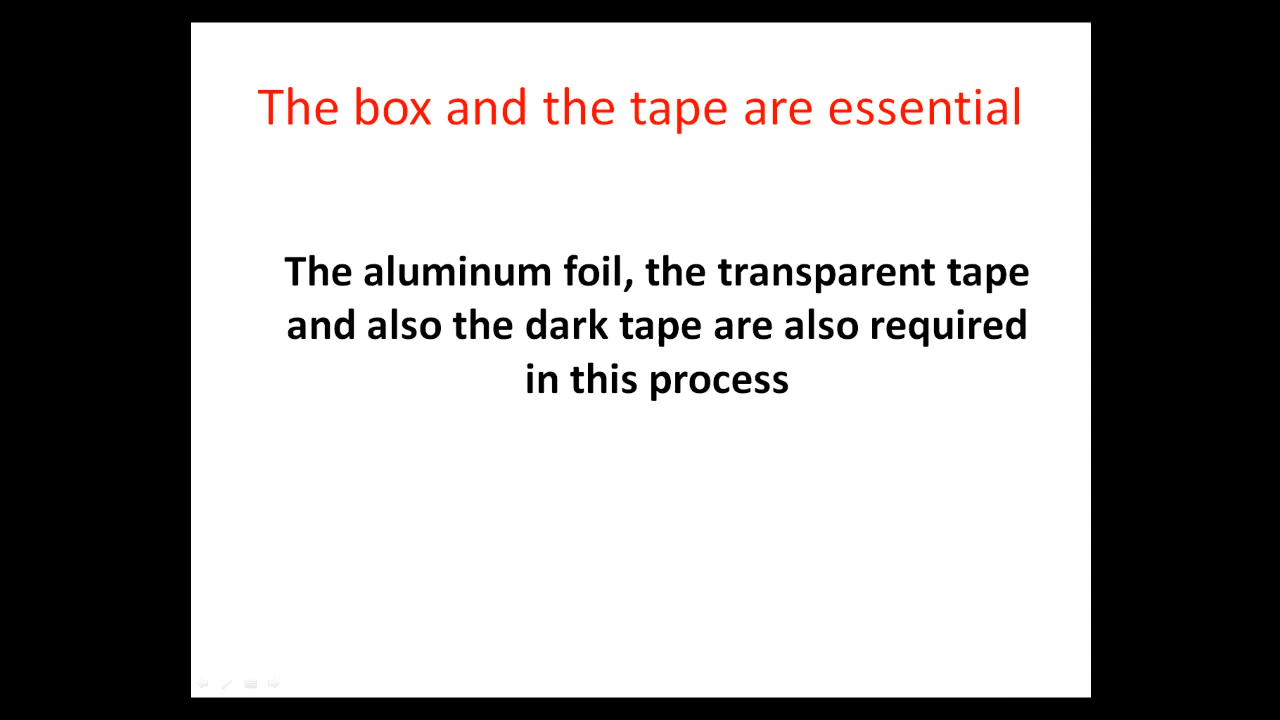 The box and the tape are essential
The aluminum foil, the transparent tape
and also the dark tape are also required
in this process